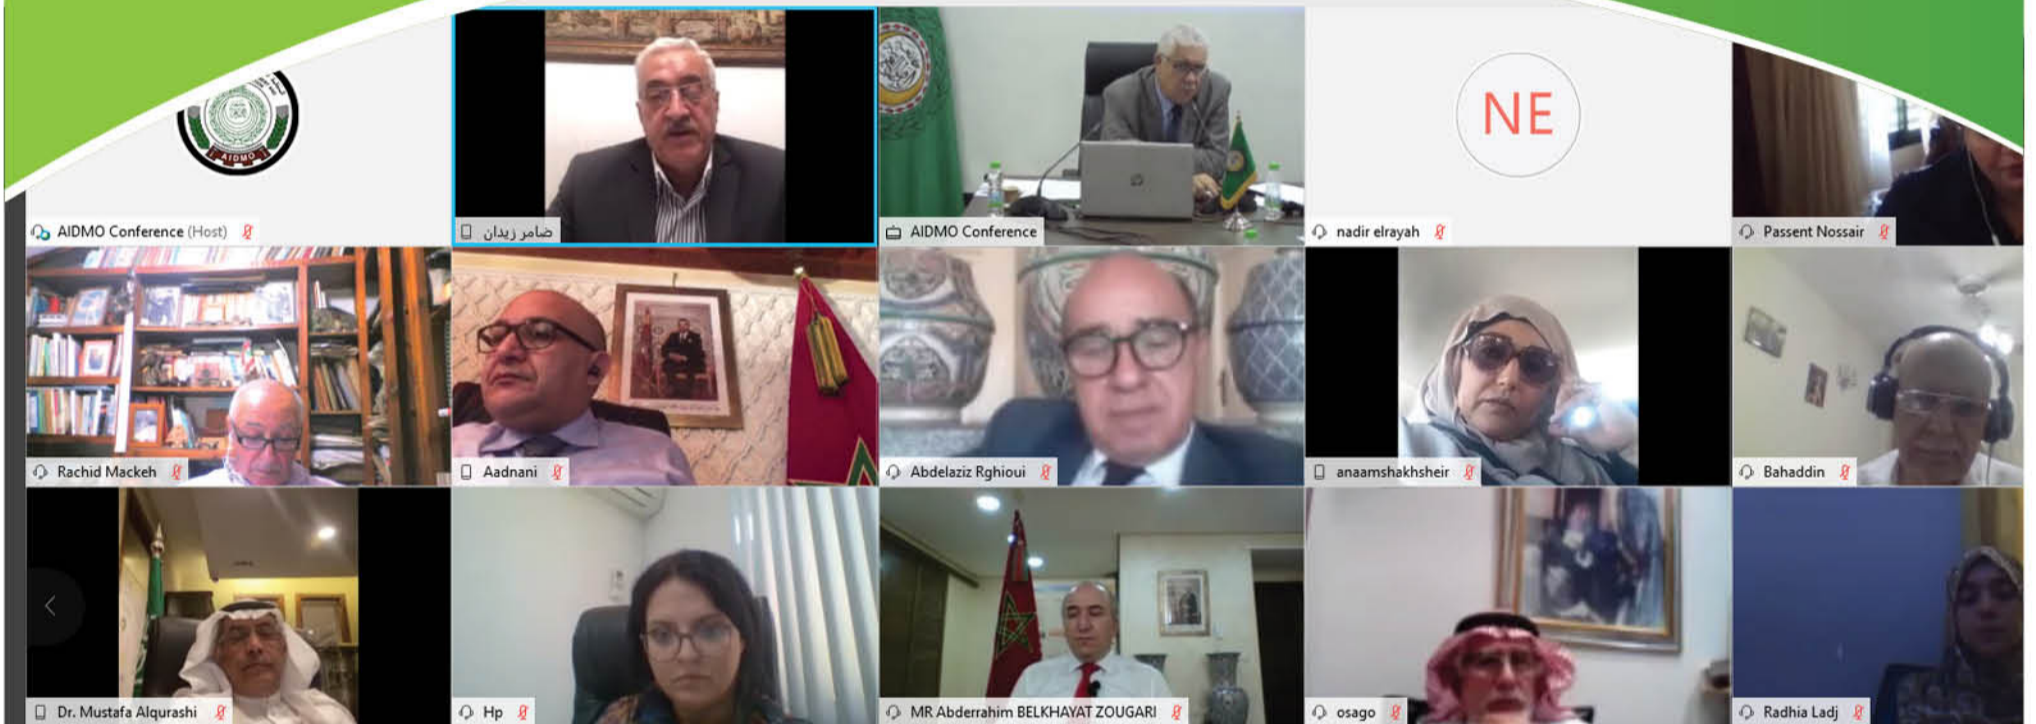 AIDMO
AIDMO Conference (Host)
ضامر زيدان
AIDMO Conference
NE
nadir elrayah
Passent Nossair
Rachid Mackeh
Aadnani
Abdelaziz Rghioui
anaamshakhsheir
Bahaddin
Dr. Mustafa Alqurashi
Hp
MR Abderrahim BELKHAYAT ZOUGARI
osago
Radhia Ladj